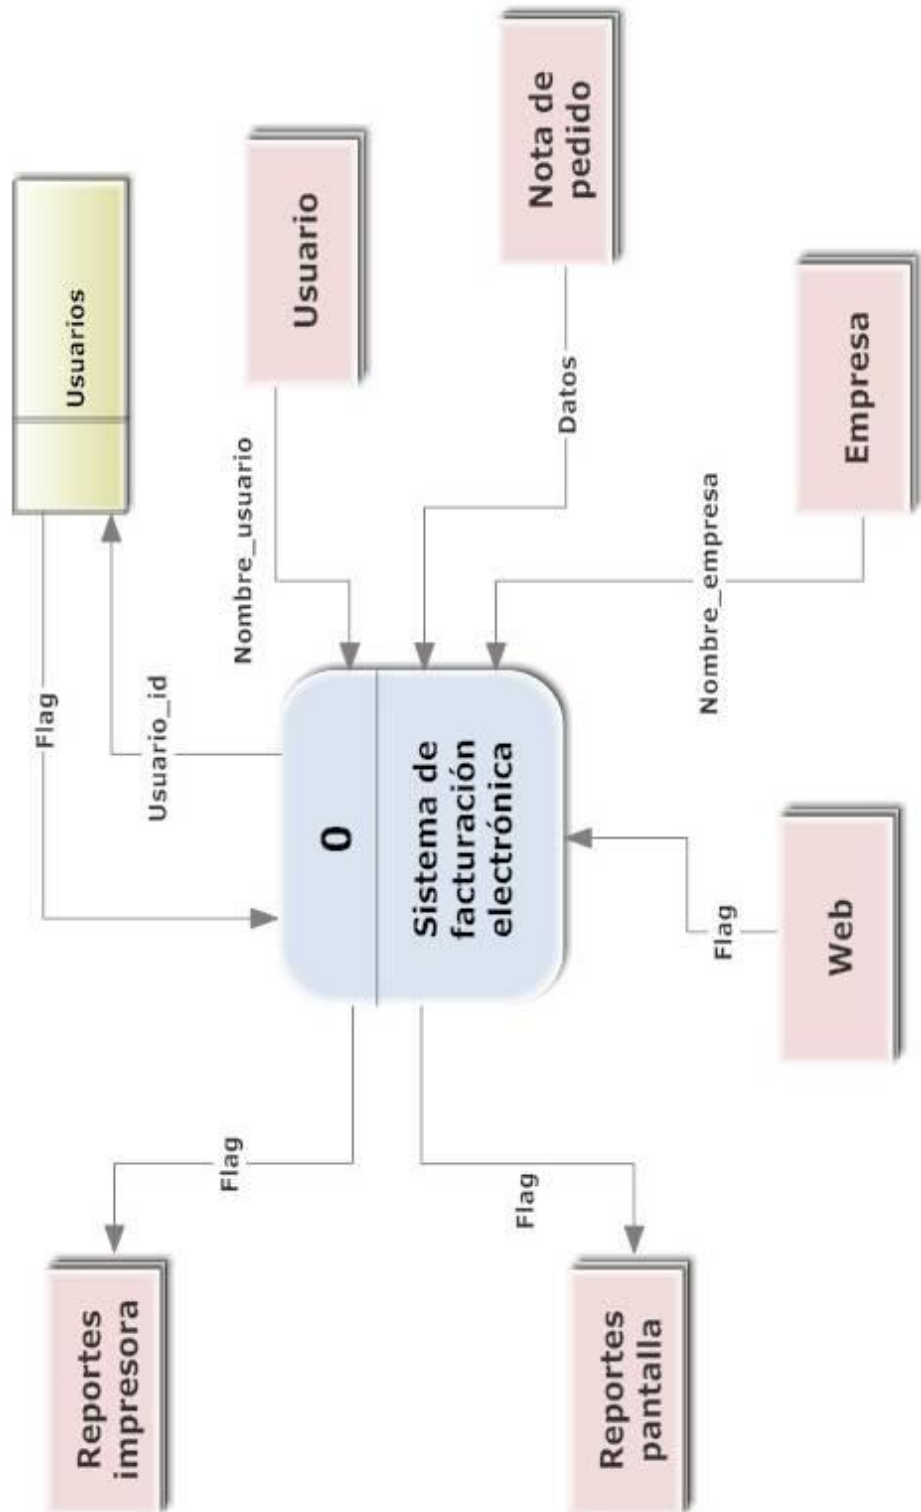 Flag
Usuarios
Reportes
impresora
Usuario_id
Flag
Nombre_usuario
Usuario
0
Sistema de
facturación
electrónica
Flag
Nota de
pedido
Datos
Reportes
pantalla
Nombre_empresa
Flag
Web
Empresa